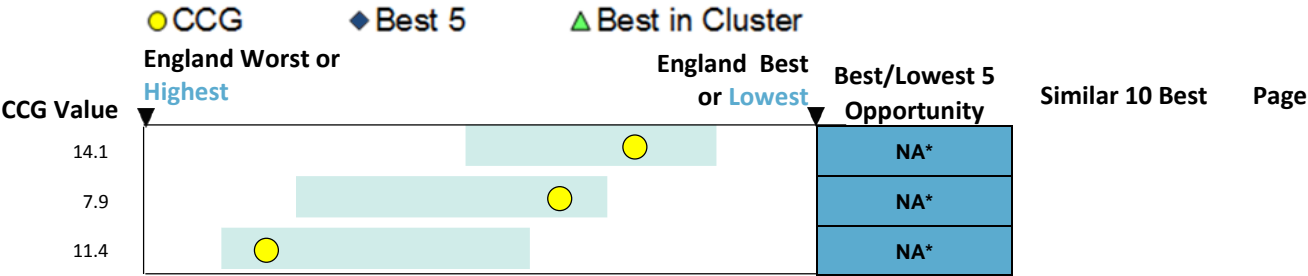 CCG Best 5 Best in Cluster
England Worst or
Highest
England Best
or Lowest
Best/Lowest 5
Opportunity
CCG Value
Similar 10 Best
Page
14.1 NA*
7.9 NA*
11.4 NA*